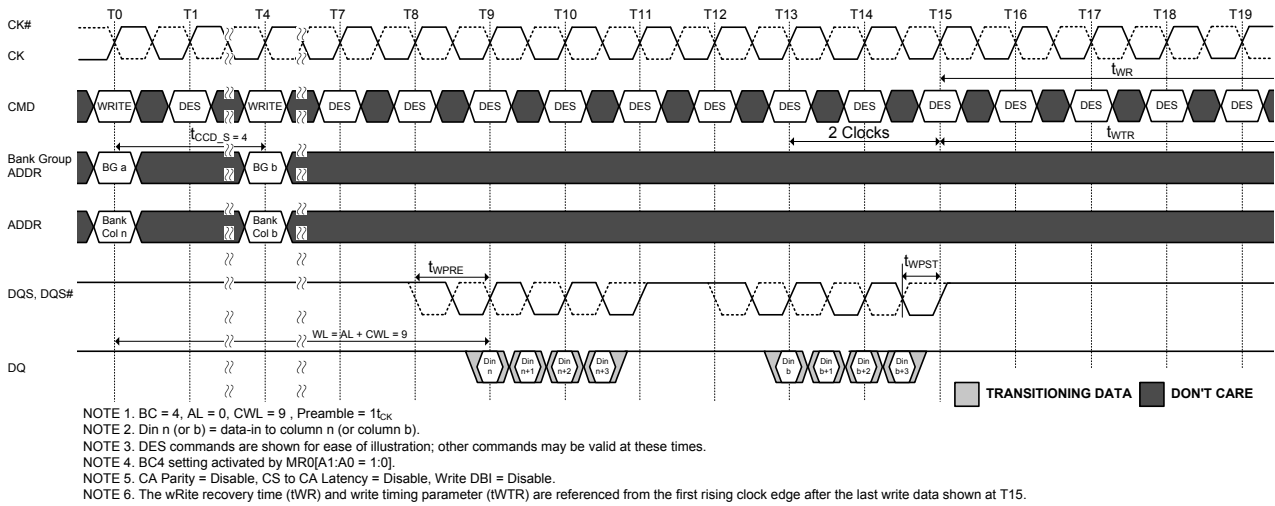 T0 T1 T4 T7 T8 T9 T10 T11 T12 T13 T14 T15 T16 T17 T18 T19
CK#
CK
tWR
CMD
WRITE DES WRITE DES DES DES DES DES DES DES DES DES DES DES DES DES
tCCD_S = 4
2 Clocks
tWTR
Bank Group
ADDR
BG a BG b
ADDR
Bank
Col n
Bank
Col b
tWPRE
tWPST
DQS, DQS#
WL = AL + CWL = 9
DQ
Din
n
Din
n+1
Din
n+2
Din
n+3
Din
b
Din
b+1
Din
b+2
Din
b+3
TRANSITIONING DATA
DON'T CARE
NOTE 1. BC = 4, AL = 0, CWL = 9 , Preamble = 1tCK
NOTE 2. Din n (or b) = data-in to column n (or column b).
NOTE 3. DES commands are shown for ease of illustration; other commands may be valid at these times.
NOTE 4. BC4 setting activated by MR0[A1:A0 = 1:0].
NOTE 5. CA Parity = Disable, CS to CA Latency = Disable, Write DBI = Disable.
NOTE 6. The wRite recovery time (tWR) and write timing parameter (tWTR) are referenced from the first rising clock edge after the last write data shown at T15.